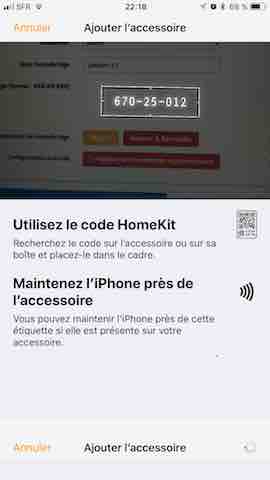 SFR
22:18
68 %
Annuler
Ajouter l'accessoire
670-25-012
Utilisez le code HomeKit
Recherchez le code sur l'accessoire ou sur sa
boîte et placez-le dans le cadre.
Maintenez l'iPhone près de
l'accessoire
Vous pouvez maintenir l'iPhone près de cette
étiquette si elle est présente sur votre
accessoire.
Annuler
Ajouter l'accessoire